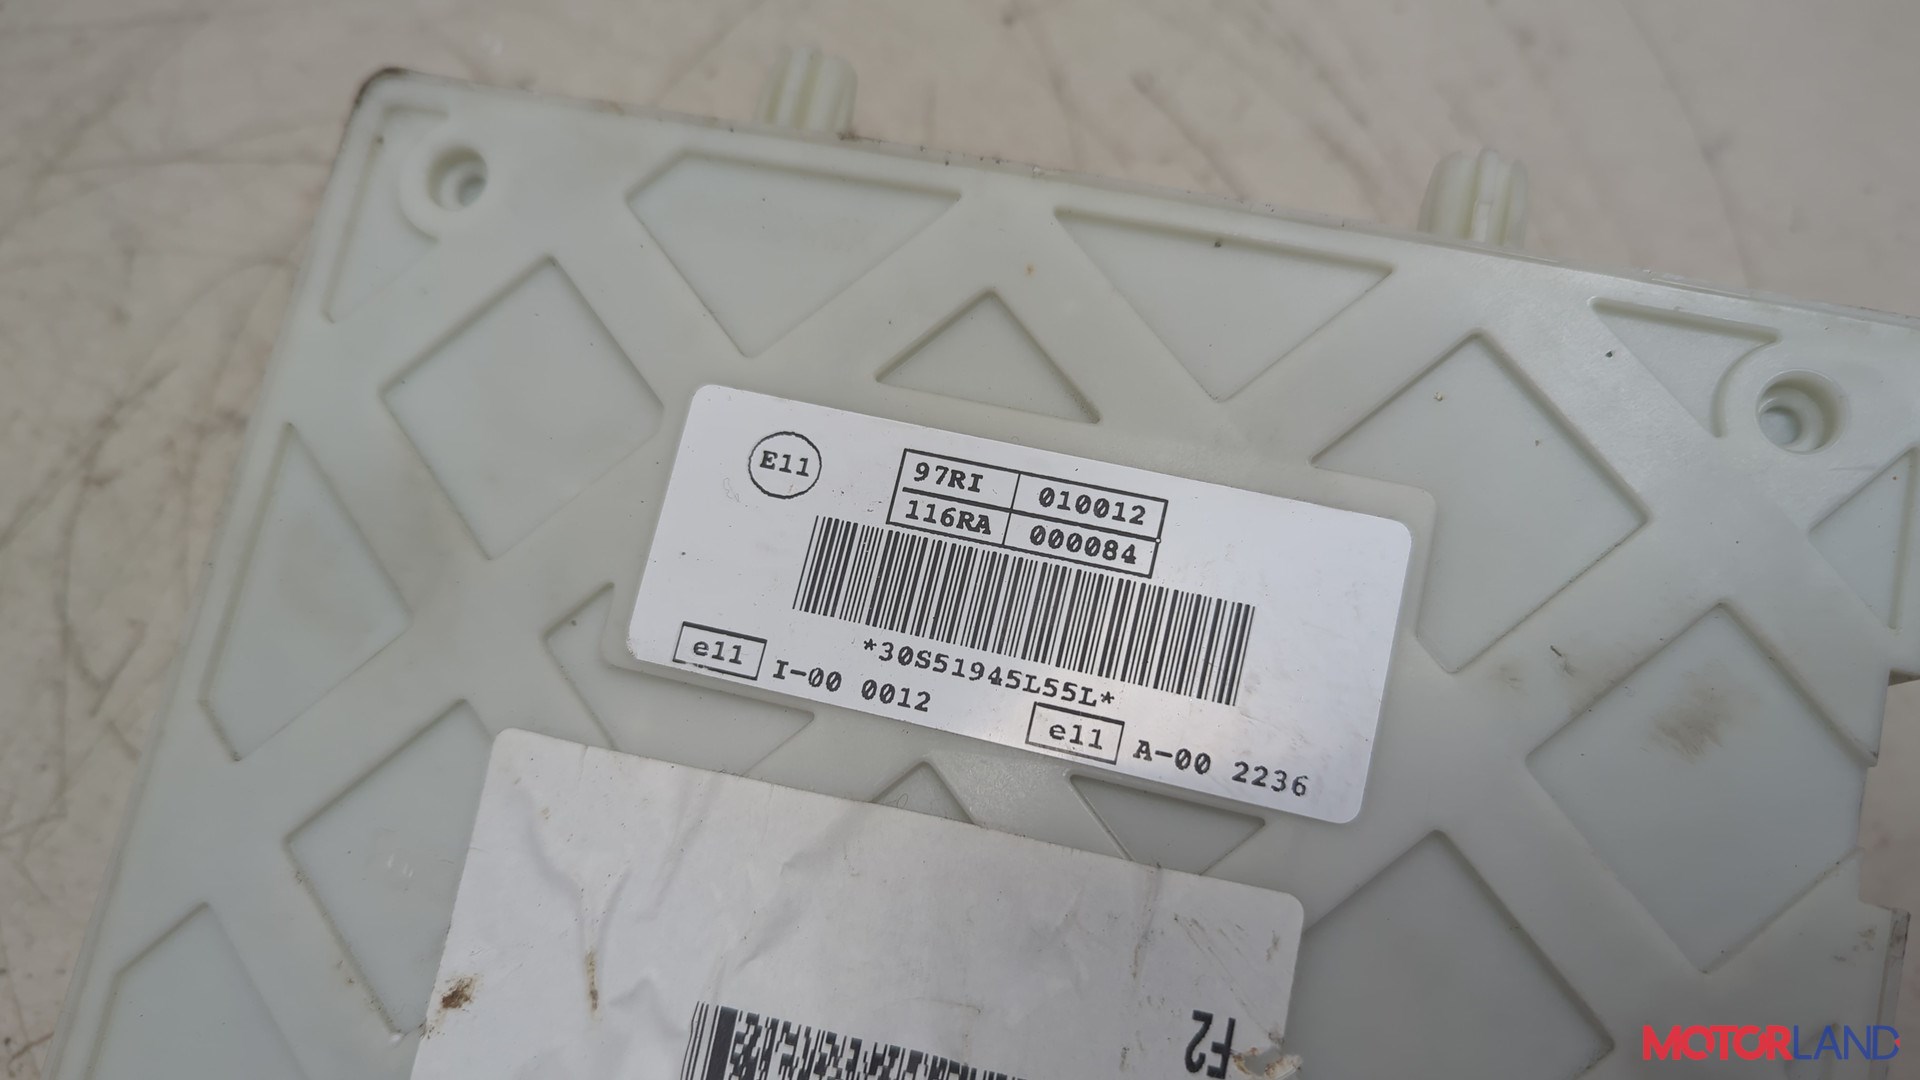 E11
97RI 010012
116RA 000084
*30S51945L55L*
e11 I-00 0012
e11 A-00 2236
F2
MOTORLAND